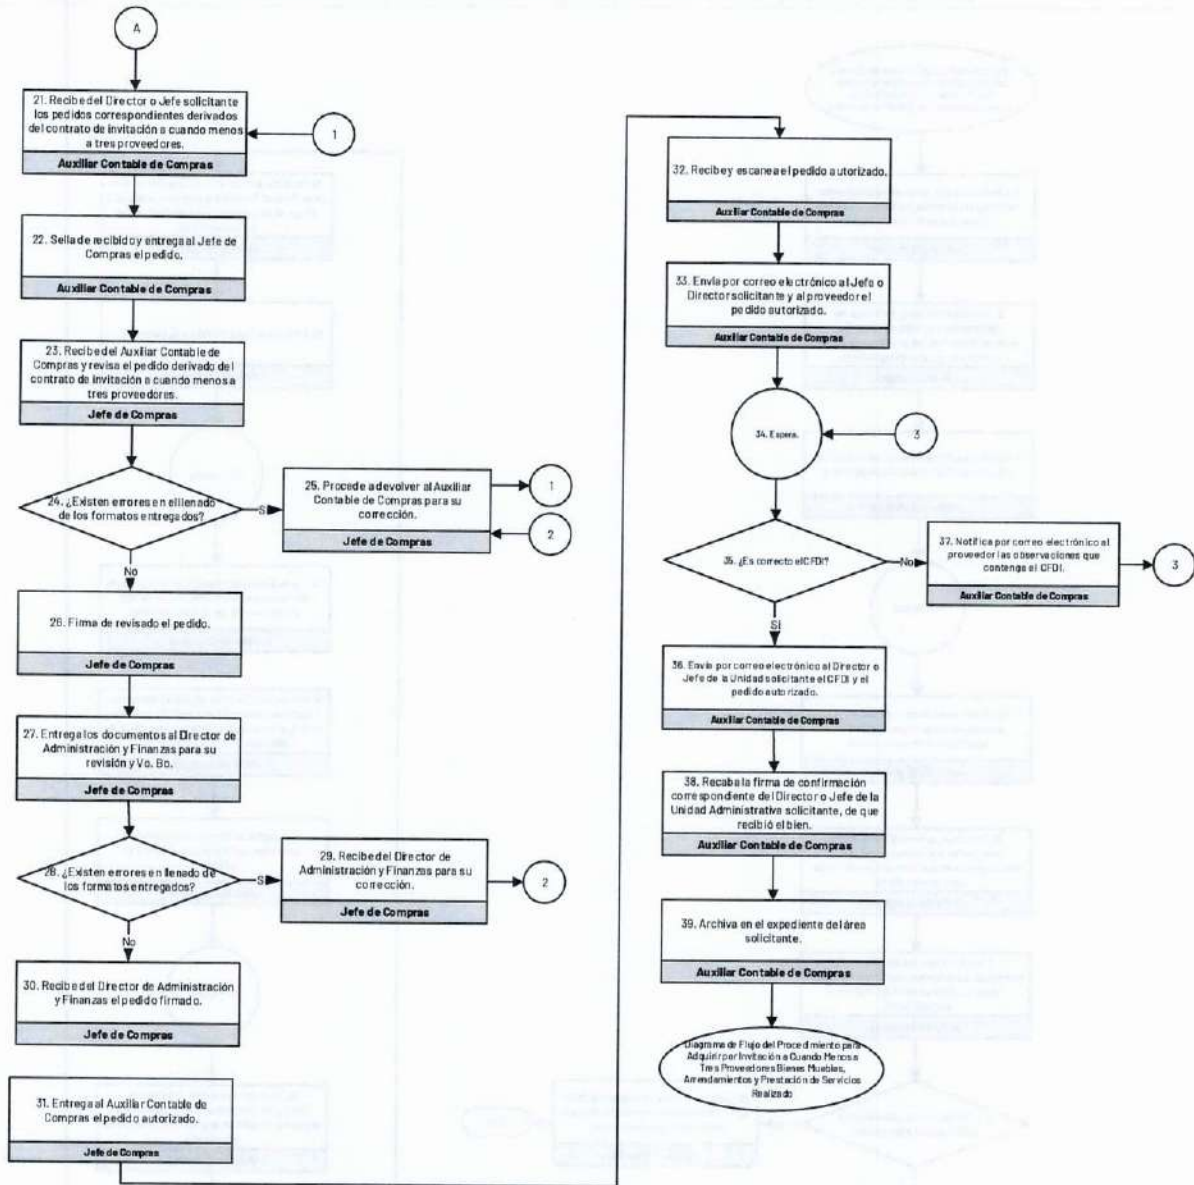 A
21. Recibe del Director o Jefe solicitante
los pedidos correspondientes derivados
del contrato de invitación a cuando menos
a tres proveedores.
Auxiliar Contable de Compras
1
22. Sella de recibido y entrega al Jefe de
Compras el pedido.
Auxiliar Contable de Compras
23. Recibe del Auxiliar Contable de
Compras y revisa el pedido derivado del
contrato de invitación a cuando menos a
tres proveedores.
Jefe de Compras
24. ¿Existen errores en el llenado
de los formatos entregados?
Si
25. Procede a devolver al Auxiliar
Contable de Compras para su
corrección.
Jefe de Compras
1
2
No
26. Firma de revisado el pedido.
Jefe de Compras
27. Entrega los documentos al Director de
Administración y Finanzas para su
revisión y Vo. Bo.
Jefe de Compras
28. ¿Existen errores en llenado de
los formatos entregados?
Si
29. Recibe del Director de
Administración y Finanzas para su
corrección.
Jefe de Compras
2
No
30. Recibe del Director de Administración
y Finanzas el pedido firmado.
Jefe de Compras
31. Entrega al Auxiliar Contable de
Compras el pedido autorizado.
Jefe de Compras
32. Recibe y escanea el pedido autorizado.
Auxiliar Contable de Compras
33. Envía por correo electrónico al Jefe o
Director solicitante y al proveedor el
pedido autorizado.
Auxiliar Contable de Compras
34. Espera.
3
35. ¿Es correcto el CFDI?
No
37. Notifica por correo electrónico al
proveedor las observaciones que
contenga el CFDI.
Auxiliar Contable de Compras
3
Si
36. Envía por correo electrónico al Director o
Jefe de la Unidad solicitante el CFDI y el
pedido autorizado.
Auxiliar Contable de Compras
38. Recaba la firma de confirmación
correspondiente del Director o Jefe de la
Unidad Administrativa solicitante, de que
recibió el bien.
Auxiliar Contable de Compras
39. Archiva en el expediente del área
solicitante.
Auxiliar Contable de Compras
Diagrama de Flujo del Procedimiento para
Adquirir por Invitación a Cuando Menos a
Tres Proveedores Bienes Muebles,
Arrendamientos y Prestación de Servicios
Realizado